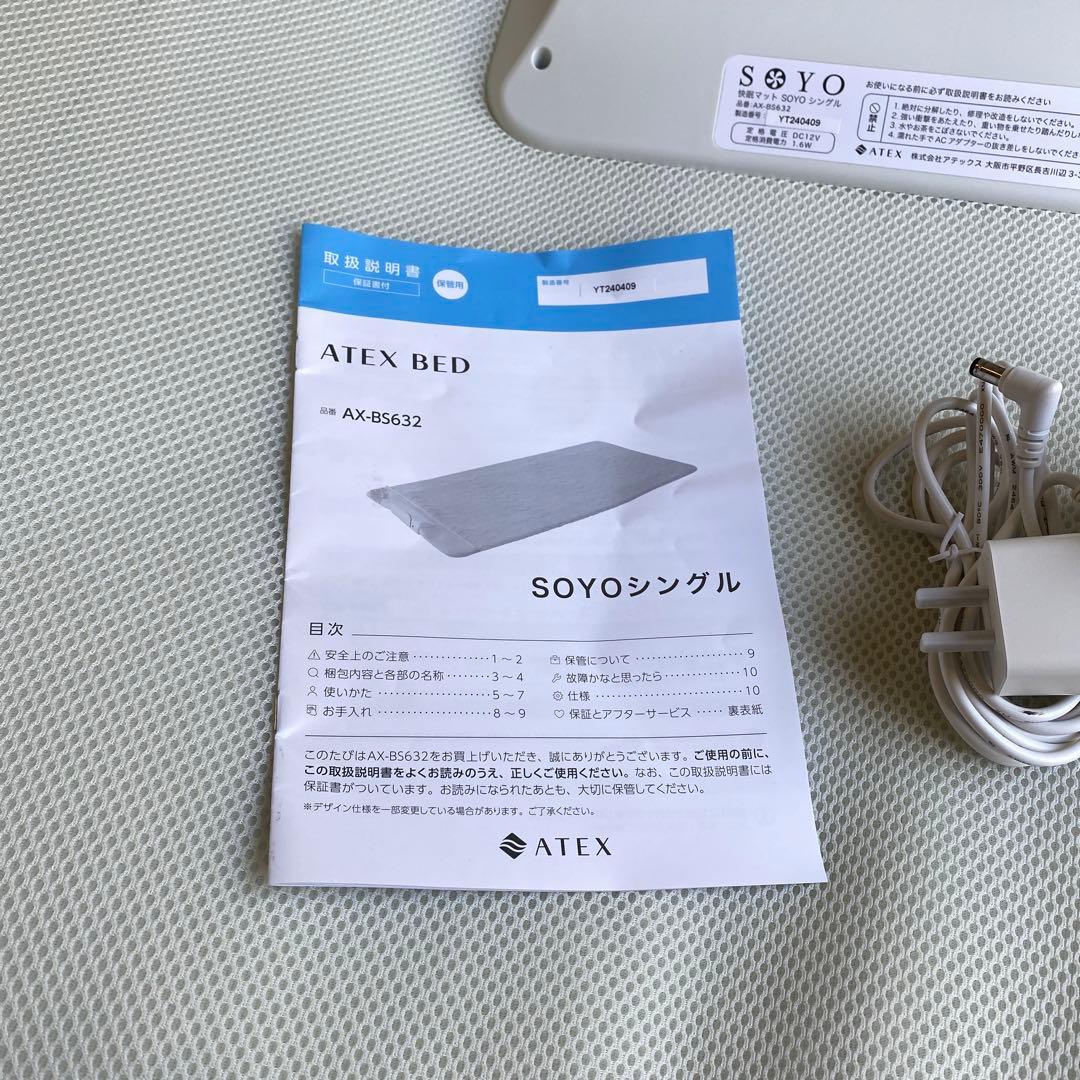 SOYO
快眠マット SOYO シングル
品番:AX-BS632
製造番号: YT240409
定格電圧 DC12V
定格消費電力 1.6W
お使いになる前に必ず取扱説明書をお読みください
禁止
1. 絶対に分解したり、修理や改造をしないでください。
2. 強い衝撃をあたえたり、重い物を乗せたり踏んだりし
3. 水やお茶をこぼさないでください。
4. 濡れた手で AC アダプターの抜き差しをしないでくださ
ATEX 株式会社アテックス 大阪市平野区長吉川辺 3-3
取扱説明書
保証書付
保管用
製造番号 YT240409
ATEX BED
品番 AX-BS632
SOYOシングル
目次
安全上のご注意 ･････････････ 1～2
梱包内容と各部の名称 ･･･････ 3～4
使いかた ･･････････････････ 5～7
お手入れ ･･････････････････ 8～9
保管について ･･････････････････ 9
故障かなと思ったら ････････････ 10
仕様 ･････････････････････････ 10
保証とアフターサービス ････ 裏表紙
このたびはAX-BS632をお買上げいただき、誠にありがとうございます。ご使用の前に、
この取扱説明書をよくお読みのうえ、正しくご使用ください。なお、この取扱説明書には
保証書がついています。お読みになられたあとも、大切に保管してください。
※デザイン仕様を一部変更している場合があります。ご了承ください。
ATEX